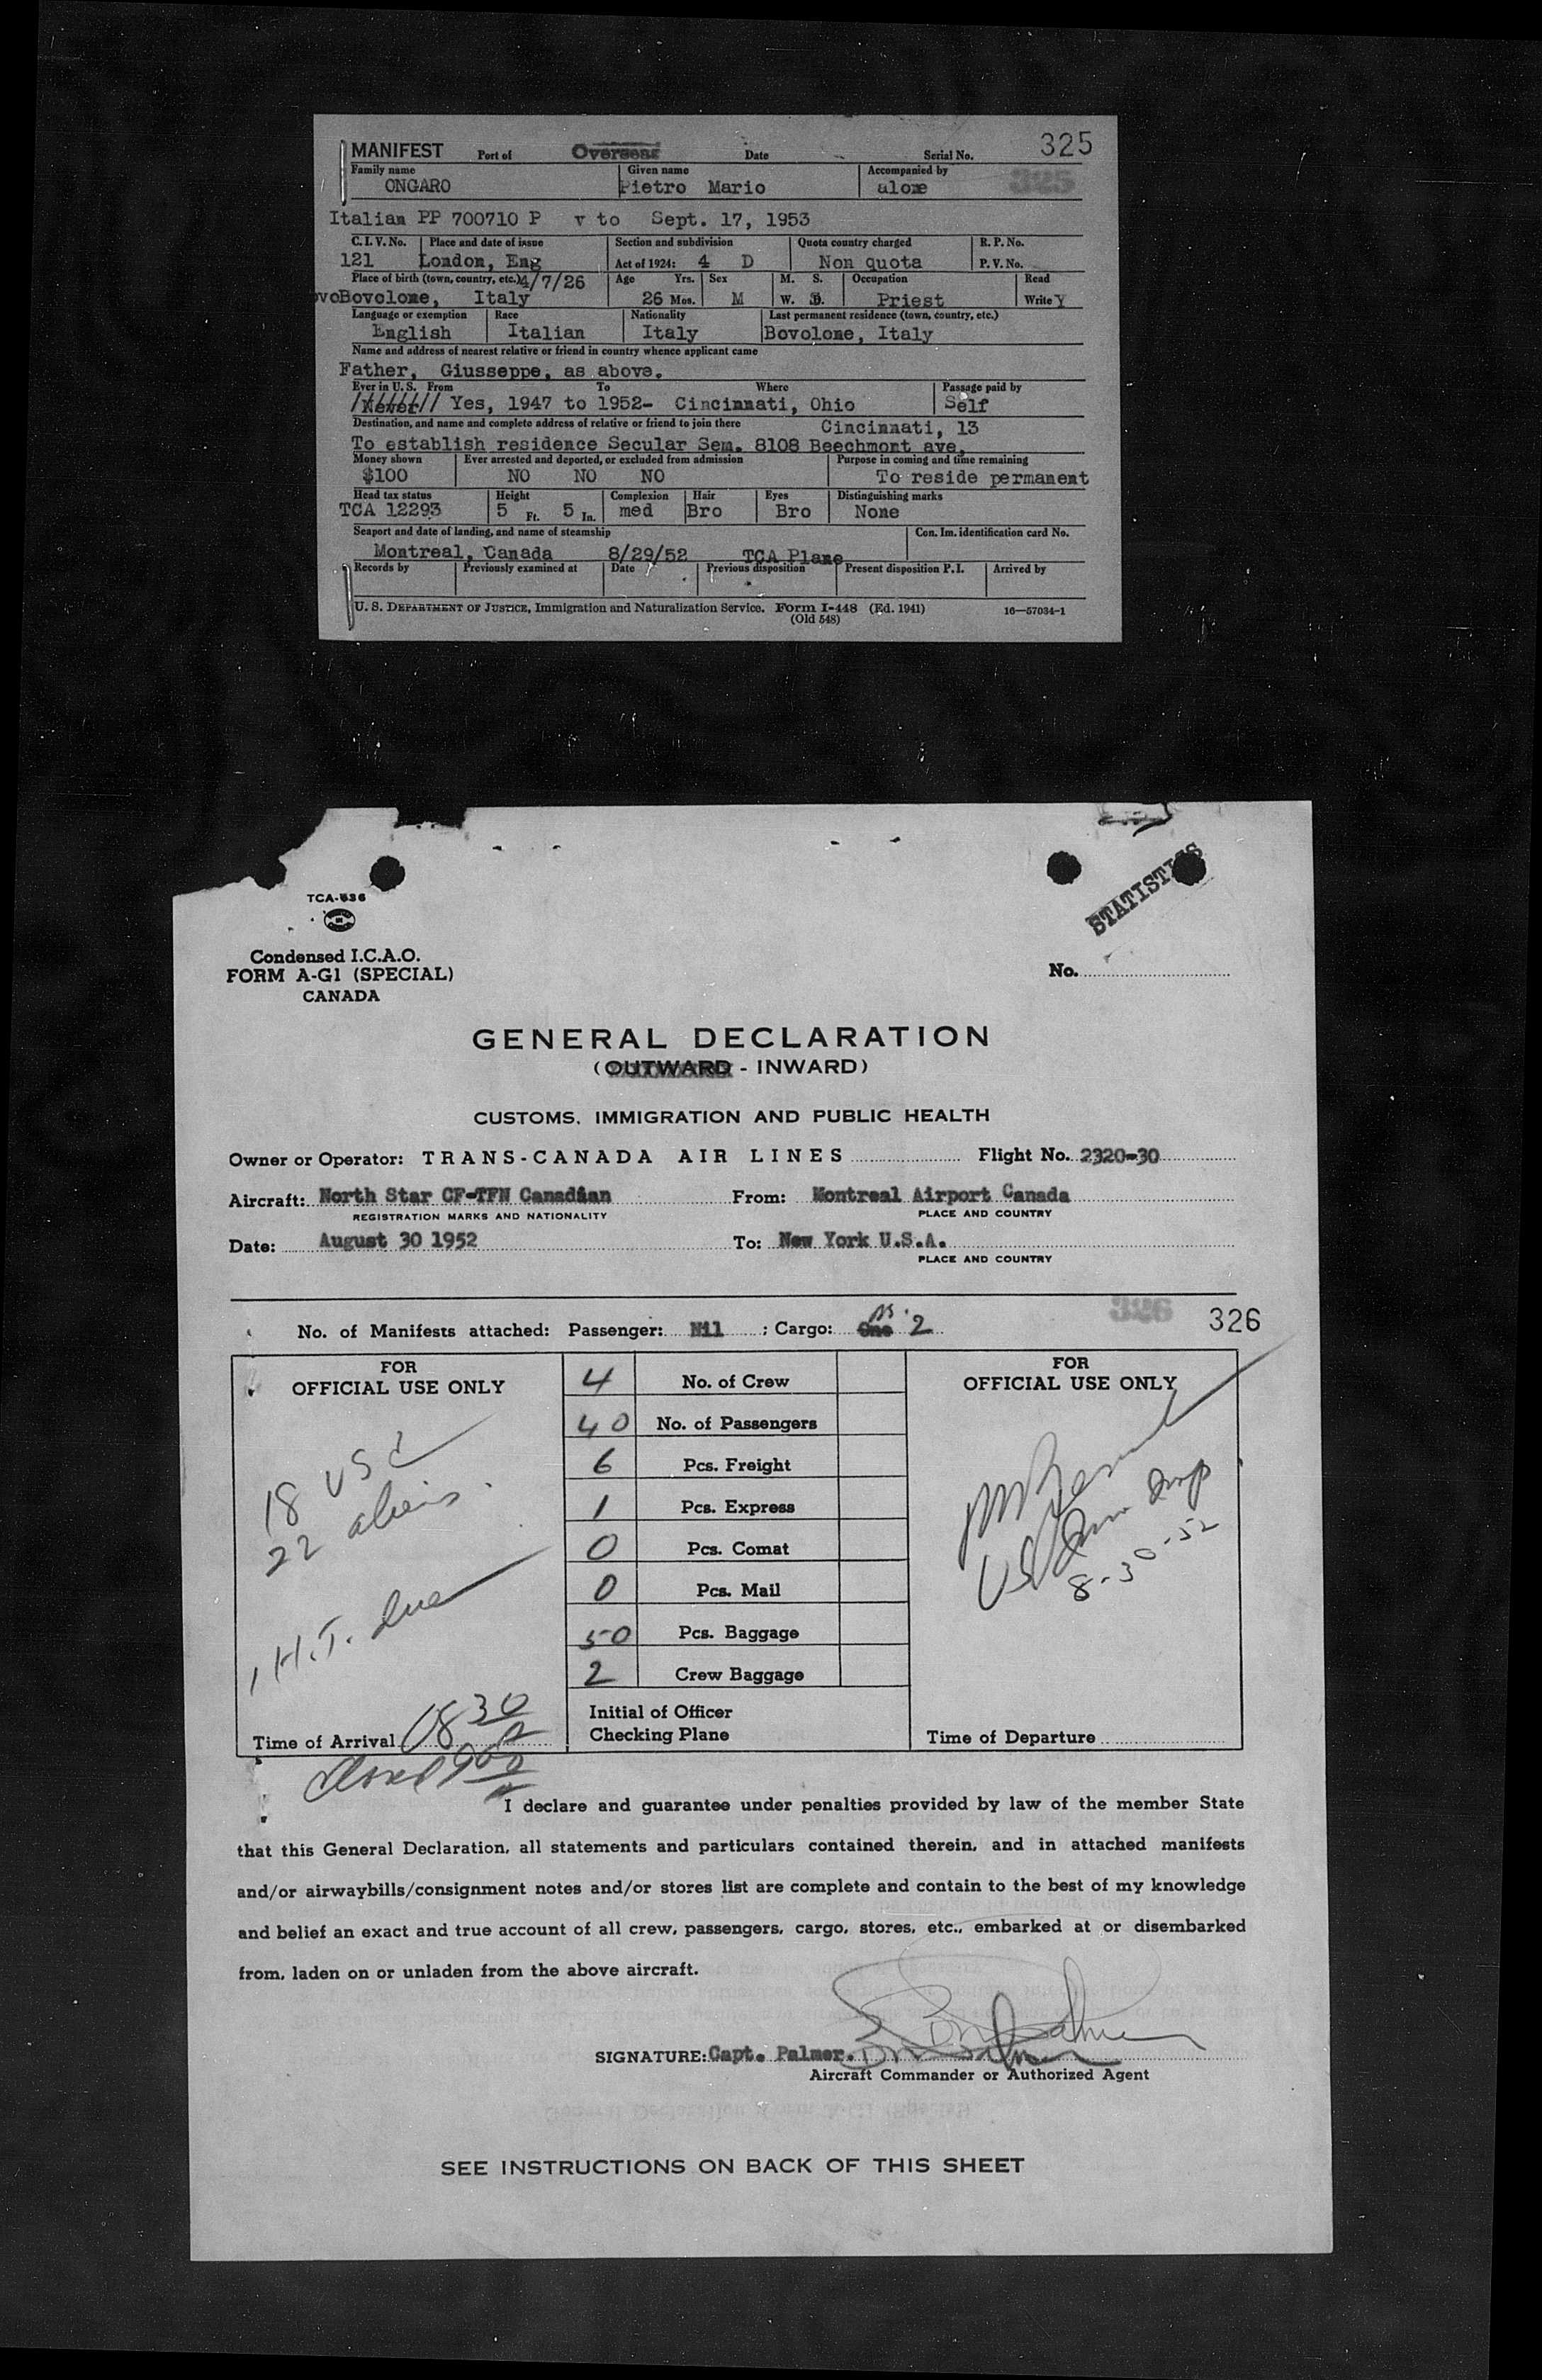 MANIFEST Port of Overseas Date Serial No. 325
Family name Given name Accompanied by 325
ONGARO Pietro Mario alone
Italian PP 700710 P v to Sept. 17, 1953
C. I. V. No. Place and date of issue Section and subdivision Quota country charged R. P. No.
121 London, Eng Act of 1924: 4 D Non quota P. V. No.
Place of birth (town, country, etc.) 4/7/26 Age Yrs. Sex M. S. Occupation Read
voBovolone, Italy 26 Mos. M W. D. Priest Write Y
Language or exemption Race Nationality Last permanent residence (town, country, etc.)
English Italian Italy Bovolone, Italy
Name and address of nearest relative or friend in country whence applicant came
Father, Giusseppe, as above.
Ever in U. S. From To Where Passage paid by
Never Yes, 1947 to 1952- Cincinnati, Ohio Self
Destination, and name and complete address of relative or friend to join there Cincinnati, 13
To establish residence Secular Sem. 8108 Beechmont ave.
Money shown Ever arrested and deported, or excluded from admission Purpose in coming and time remaining
$100 NO NO NO To reside permanent
Head tax status Height Complexion Hair Eyes Distinguishing marks
TCA 12293 5 Ft. 5 In. med Bro Bro None
Seaport and date of landing, and name of steamship Con. Im. identification card No.
Montreal, Canada 8/29/52 TCA Plane
Records by Previously examined at Date Previous disposition Present disposition P. I. Arrived by
U. S. DEPARTMENT OF JUSTICE, Immigration and Naturalization Service. Form I-448 (Ed. 1941) 16—57034-1
(Old 548)
STATISTICS
TCA-536
Condensed I.C.A.O.
FORM A-G1 (SPECIAL)
CANADA
No.
GENERAL DECLARATION
(OUTWARD - INWARD)
CUSTOMS, IMMIGRATION AND PUBLIC HEALTH
Owner or Operator: TRANS-CANADA AIR LINES Flight No. 2320-30
Aircraft: North Star CF-TFN Canadian From: Montreal Airport Canada
REGISTRATION MARKS AND NATIONALITY PLACE AND COUNTRY
Date: August 30 1952 To: New York U.S.A.
PLACE AND COUNTRY
326 326
No. of Manifests attached: Passenger: Nil ; Cargo: One 2
FOR OFFICIAL USE ONLY
18 USC
22 aliens
1 H.T. due
Time of Arrival 0830
closed 900
4 No. of Crew
40 No. of Passengers
6 Pcs. Freight
1 Pcs. Express
0 Pcs. Comat
0 Pcs. Mail
50 Pcs. Baggage
2 Crew Baggage
Initial of Officer
Checking Plane
FOR OFFICIAL USE ONLY
US Imm Insp
8-30-52
Time of Departure
I declare and guarantee under penalties provided by law of the member State
that this General Declaration, all statements and particulars contained therein, and in attached manifests
and/or airwaybills/consignment notes and/or stores list are complete and contain to the best of my knowledge
and belief an exact and true account of all crew, passengers, cargo, stores, etc., embarked at or disembarked
from, laden on or unladen from the above aircraft.
SIGNATURE: Capt. Palmer.
Aircraft Commander or Authorized Agent
SEE INSTRUCTIONS ON BACK OF THIS SHEET